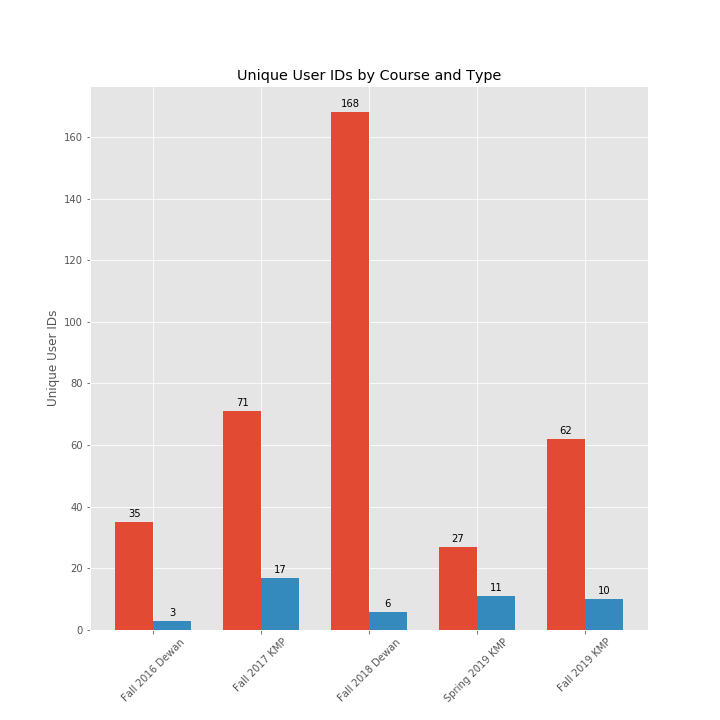 Unique User IDs by Course and Type
Unique User IDs
160
140
120
100
80
60
40
20
0
35
3
71
17
168
6
27
11
62
10
Fall 2016 Dewan
Fall 2017 KMP
Fall 2018 Dewan
Spring 2019 KMP
Fall 2019 KMP